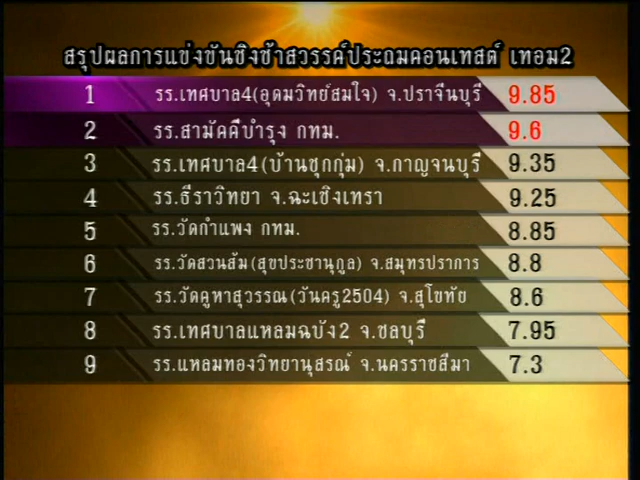 สรุปผลการแข่งขันชิงช้าสวรรค์ประถมคอนเทสต์ เทอม2
1 รร.เทศบาล4(อุดมวิทย์สมใจ) จ.ปราจีนบุรี 9.85
2 รร.สามัคคีบำรุง กทม. 9.6
3 รร.เทศบาล4(บ้านชุกกุ่ม) จ.กาญจนบุรี 9.35
4 รร.ธีราวิทยา จ.ฉะเชิงเทรา 9.25
5 รร.วัดกำแพง กทม. 8.85
6 รร.วัดสวนส้ม(สุขประชานุกูล) จ.สมุทรปราการ 8.8
7 รร.วัดคูหาสุวรรณ(วันครู2504) จ.สุโขทัย 8.6
8 รร.เทศบาลแหลมฉบัง2 จ.ชลบุรี 7.95
9 รร.แหลมทองวิทยานุสรณ์ จ.นครราชสีมา 7.3